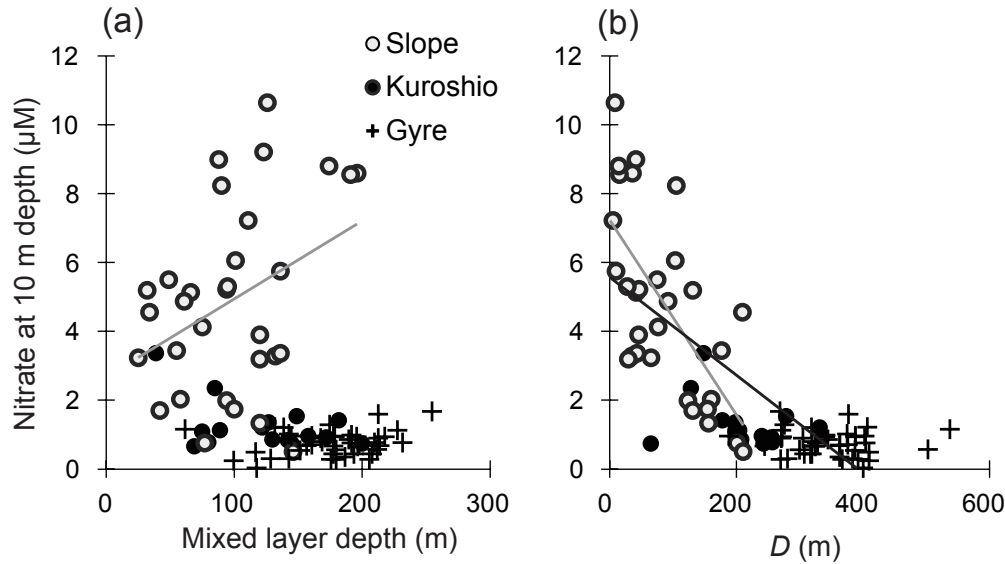 (a)
(b)
Slope
Kuroshio
Gyre
Nitrate at 10 m depth (µM)
12
10
8
6
4
2
0
0
100
200
300
Mixed layer depth (m)
12
10
8
6
4
2
0
0
200
400
600
D (m)